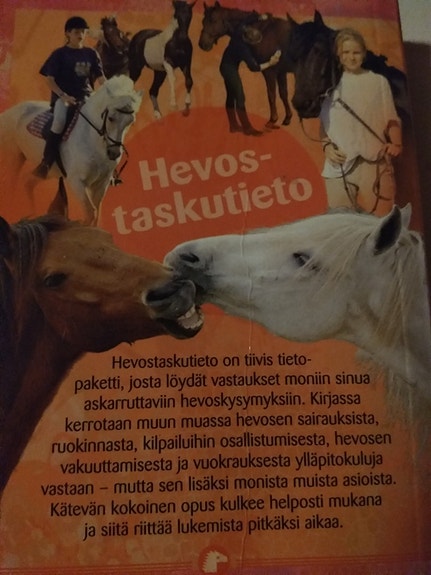 Hevos-
taskutieto
Hevostaskutieto on tiivis tieto-
paketti, josta löydät vastaukset moniin sinua
askarruttaviin hevoskysymyksiin. Kirjassa
kerrotaan muun muassa hevosen sairauksista,
ruokinnasta, kilpailuihin osallistumisesta, hevosen
vakuuttamisesta ja vuokrauksesta ylläpitokuluja
vastaan – mutta sen lisäksi monista muista asioista.
Kätevän kokoinen opus kulkee helposti mukana
ja siitä riittää lukemista pitkäksi aikaa.